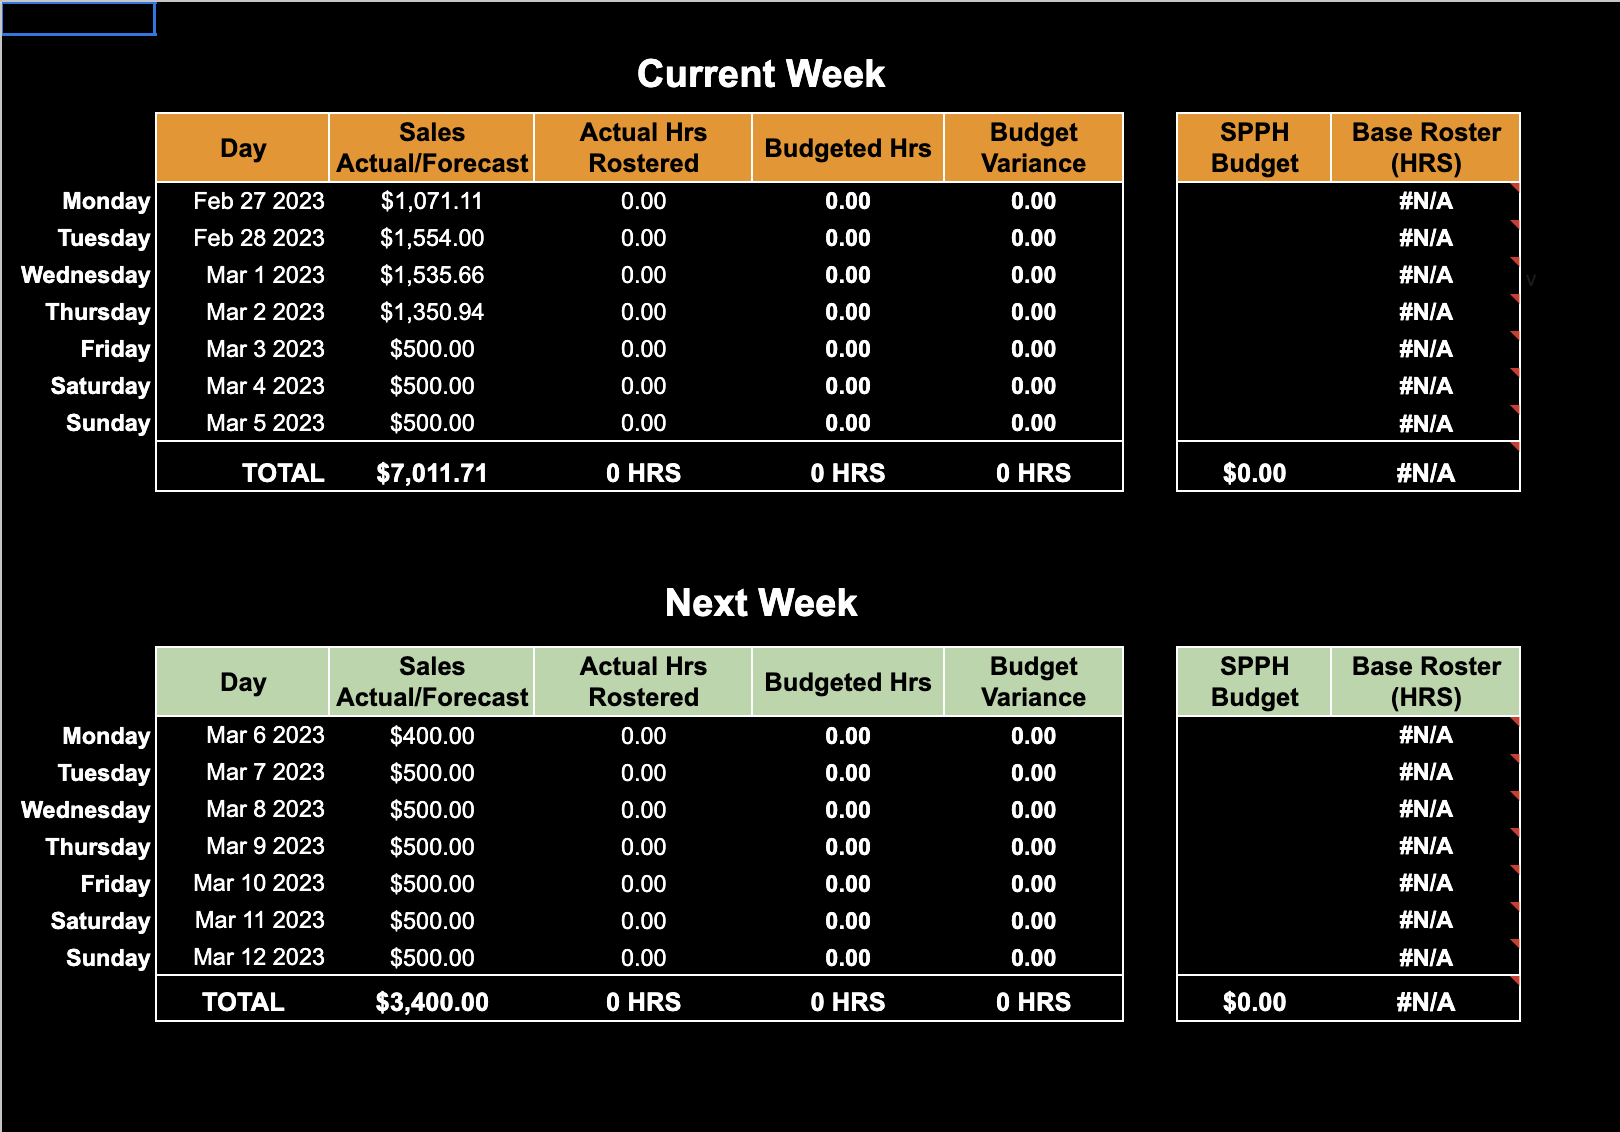 Current Week
Day Sales Actual/Forecast Actual Hrs Rostered Budgeted Hrs Budget Variance SPPH Budget Base Roster (HRS)
Monday Feb 27 2023 $1,071.11 0.00 0.00 0.00 #N/A
Tuesday Feb 28 2023 $1,554.00 0.00 0.00 0.00 #N/A
Wednesday Mar 1 2023 $1,535.66 0.00 0.00 0.00 #N/A v
Thursday Mar 2 2023 $1,350.94 0.00 0.00 0.00 #N/A
Friday Mar 3 2023 $500.00 0.00 0.00 0.00 #N/A
Saturday Mar 4 2023 $500.00 0.00 0.00 0.00 #N/A
Sunday Mar 5 2023 $500.00 0.00 0.00 0.00 #N/A
TOTAL $7,011.71 0 HRS 0 HRS 0 HRS $0.00 #N/A
Next Week
Day Sales Actual/Forecast Actual Hrs Rostered Budgeted Hrs Budget Variance SPPH Budget Base Roster (HRS)
Monday Mar 6 2023 $400.00 0.00 0.00 0.00 #N/A
Tuesday Mar 7 2023 $500.00 0.00 0.00 0.00 #N/A
Wednesday Mar 8 2023 $500.00 0.00 0.00 0.00 #N/A
Thursday Mar 9 2023 $500.00 0.00 0.00 0.00 #N/A
Friday Mar 10 2023 $500.00 0.00 0.00 0.00 #N/A
Saturday Mar 11 2023 $500.00 0.00 0.00 0.00 #N/A
Sunday Mar 12 2023 $500.00 0.00 0.00 0.00 #N/A
TOTAL $3,400.00 0 HRS 0 HRS 0 HRS $0.00 #N/A